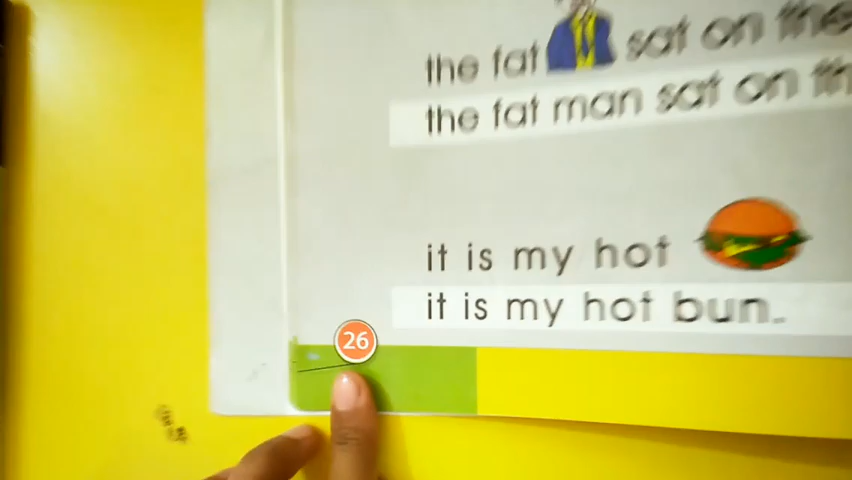 the fat sat on the
the fat man sat on th
it is my hot
it is my hot bun.
26